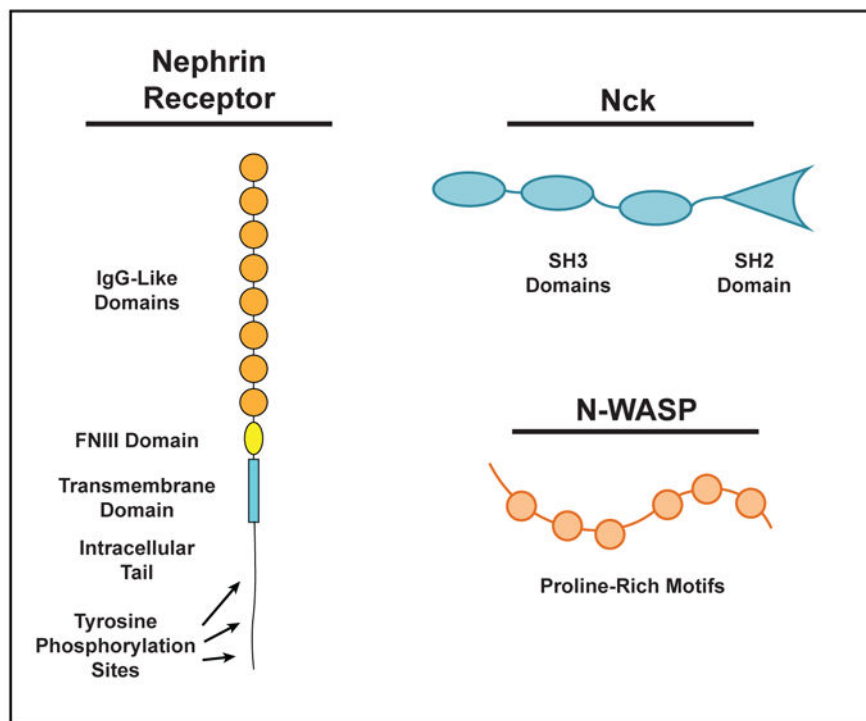 Nephrin
Receptor
IgG-Like
Domains
FNIII Domain
Transmembrane
Domain
Intracellular
Tail
Tyrosine
Phosphorylation
Sites
Nck
SH3
Domains
SH2
Domain
N-WASP
Proline-Rich Motifs